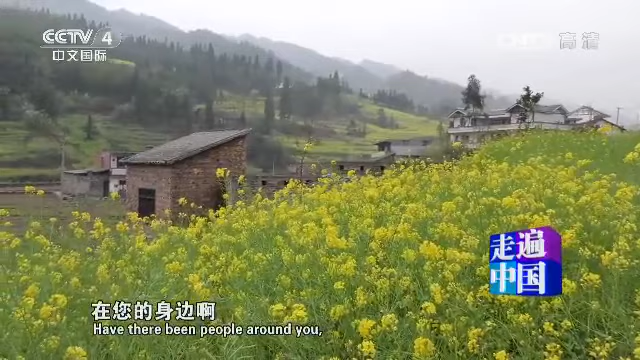 CCTV 4
中文国际
高清
走遍
中国
在您的身边啊
Have there been people around you,